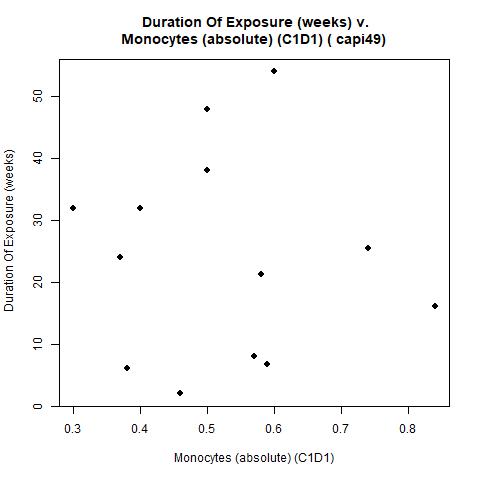 Duration Of Exposure (weeks) v.
Monocytes (absolute) (C1D1) ( capi49)
Duration Of Exposure (weeks)
50
40
30
20
10
0
0.3 0.4 0.5 0.6 0.7 0.8
Monocytes (absolute) (C1D1)